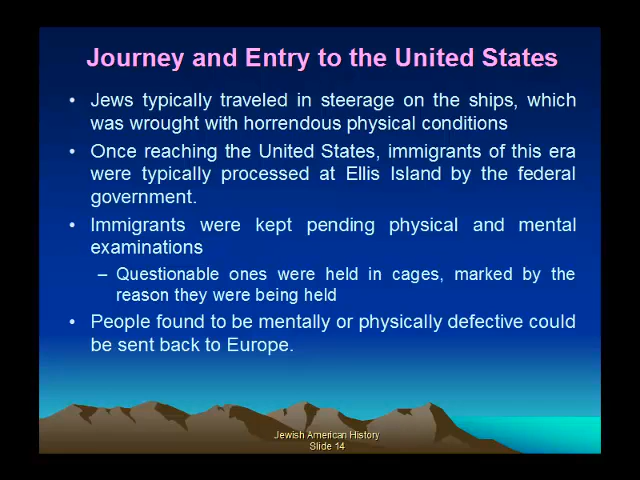 Journey and Entry to the United States
• Jews typically traveled in steerage on the ships, which
was wrought with horrendous physical conditions
• Once reaching the United States, immigrants of this era
were typically processed at Ellis Island by the federal
government.
• Immigrants were kept pending physical and mental
examinations
– Questionable ones were held in cages, marked by the
reason they were being held
• People found to be mentally or physically defective could
be sent back to Europe.
Jewish American History
Slide 14